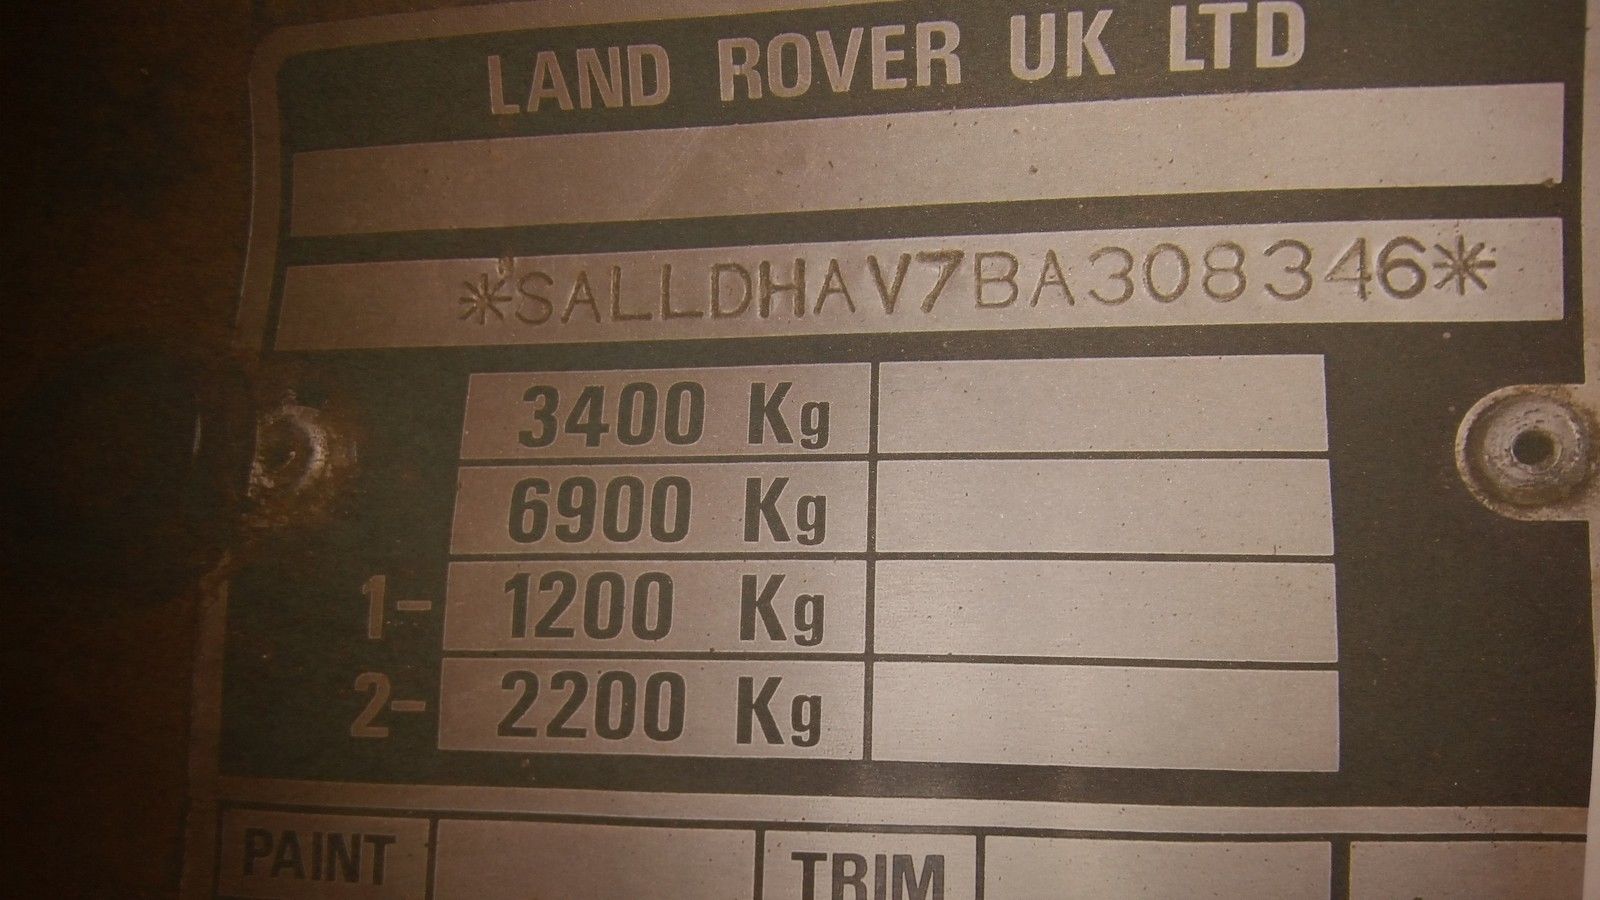 LAND ROVER UK LTD
*SALLDHAV7BA308346*
3400 Kg
6900 Kg
1- 1200 Kg
2- 2200 Kg
PAINT TRIM